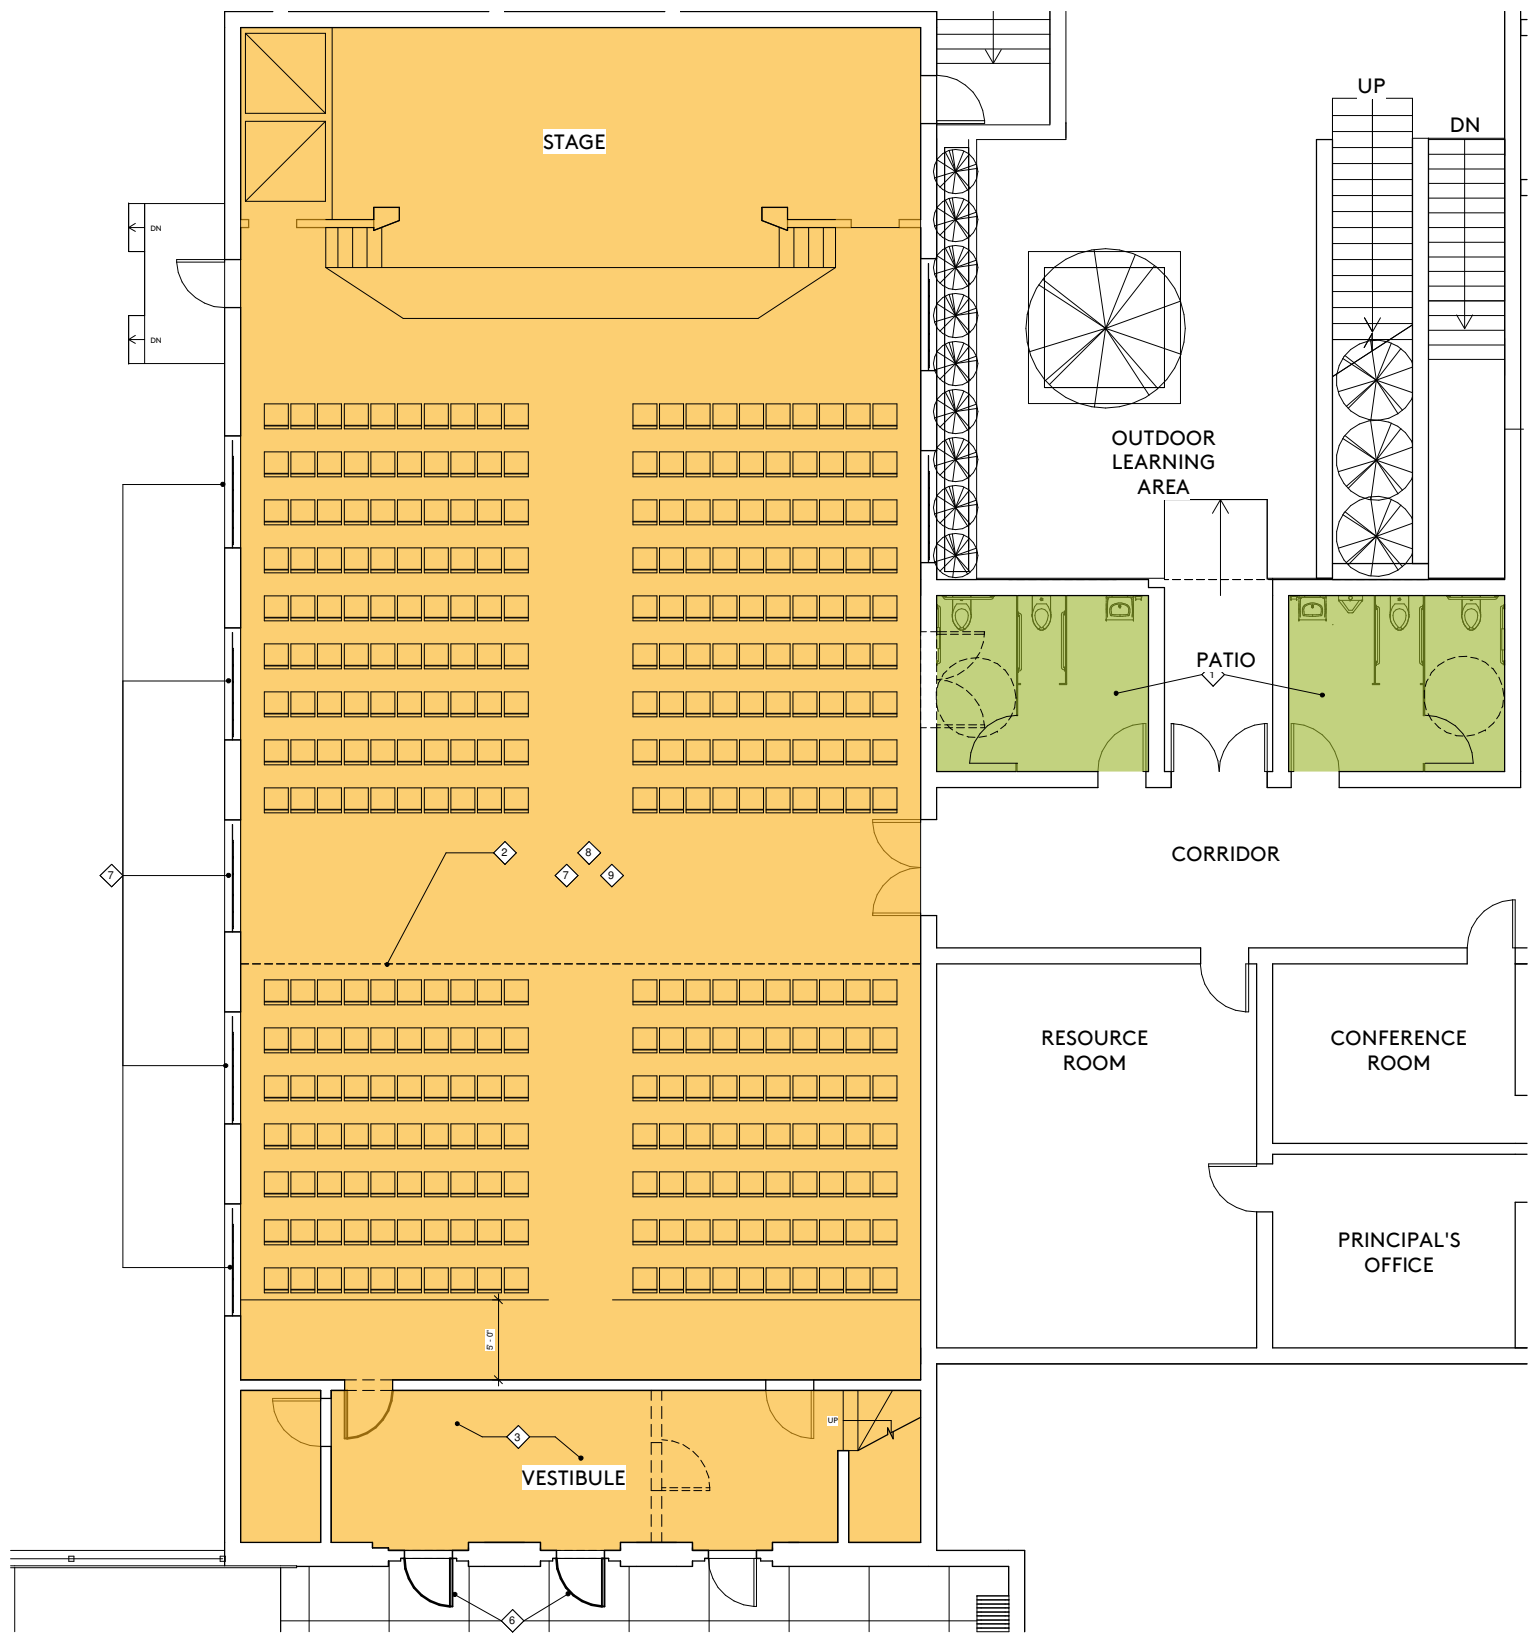 UP
DN
STAGE
DN
DN
OUTDOOR
LEARNING
AREA
PATIO
1
2
8
7
9
7
CORRIDOR
RESOURCE
ROOM
CONFERENCE
ROOM
PRINCIPAL'S
OFFICE
5' - 0"
UP
3
VESTIBULE
6